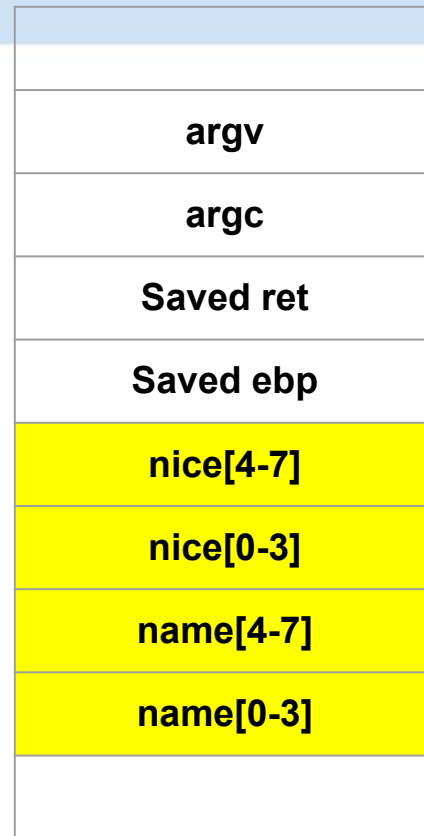 argv
argc
Saved ret
Saved ebp
nice[4-7]
nice[0-3]
name[4-7]
name[0-3]